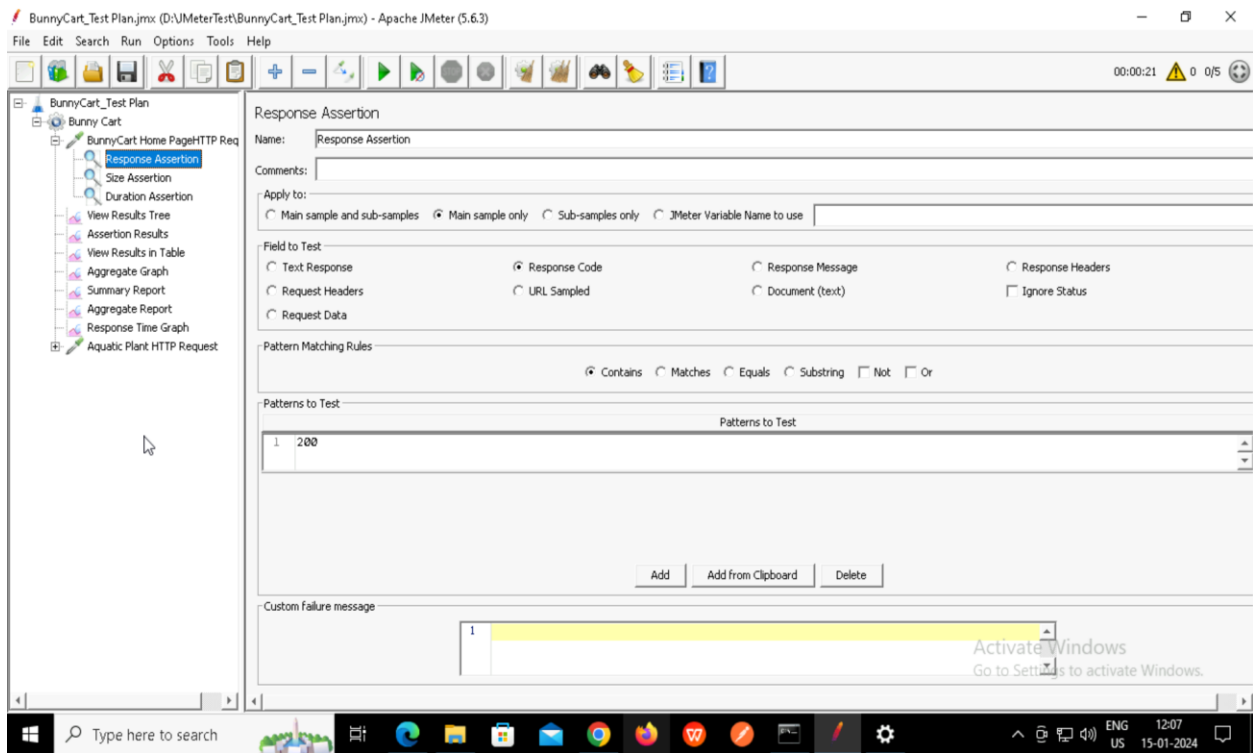 BunnyCart_Test Plan.jmx (D:\JMeterTest\BunnyCart_Test Plan.jmx) - Apache JMeter (5.6.3)
File Edit Search Run Options Tools Help
00:00:21 0 0/5
BunnyCart_Test Plan
Bunny Cart
BunnyCart Home PageHTTP Req
Response Assertion
Size Assertion
Duration Assertion
View Results Tree
Assertion Results
View Results in Table
Aggregate Graph
Summary Report
Aggregate Report
Response Time Graph
Aquatic Plant HTTP Request
Response Assertion
Name: Response Assertion
Comments:
Apply to:
Main sample and sub-samples Main sample only Sub-samples only JMeter Variable Name to use
Field to Test
Text Response Response Code Response Message Response Headers
Request Headers URL Sampled Document (text) Ignore Status
Request Data
Pattern Matching Rules
Contains Matches Equals Substring Not Or
Patterns to Test
Patterns to Test
1 200
Add Add from Clipboard Delete
Custom failure message
1
Activate Windows
Go to Settings to activate Windows.
Type here to search
ENG 12:07
US 15-01-2024